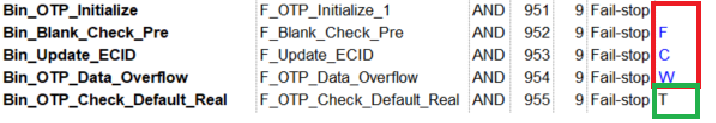 Bin_OTP_Initialize F_OTP_Initialize_1 AND 951 9 Fail-stop
Bin_Blank_Check_Pre F_Blank_Check_Pre AND 952 9 Fail-stop F
Bin_Update_ECID F_Update_ECID AND 953 9 Fail-stop C
Bin_OTP_Data_Overflow F_OTP_Data_Overflow AND 954 9 Fail-stop W
Bin_OTP_Check_Default_Real F_OTP_Check_Default_Real AND 955 9 Fail-stop T